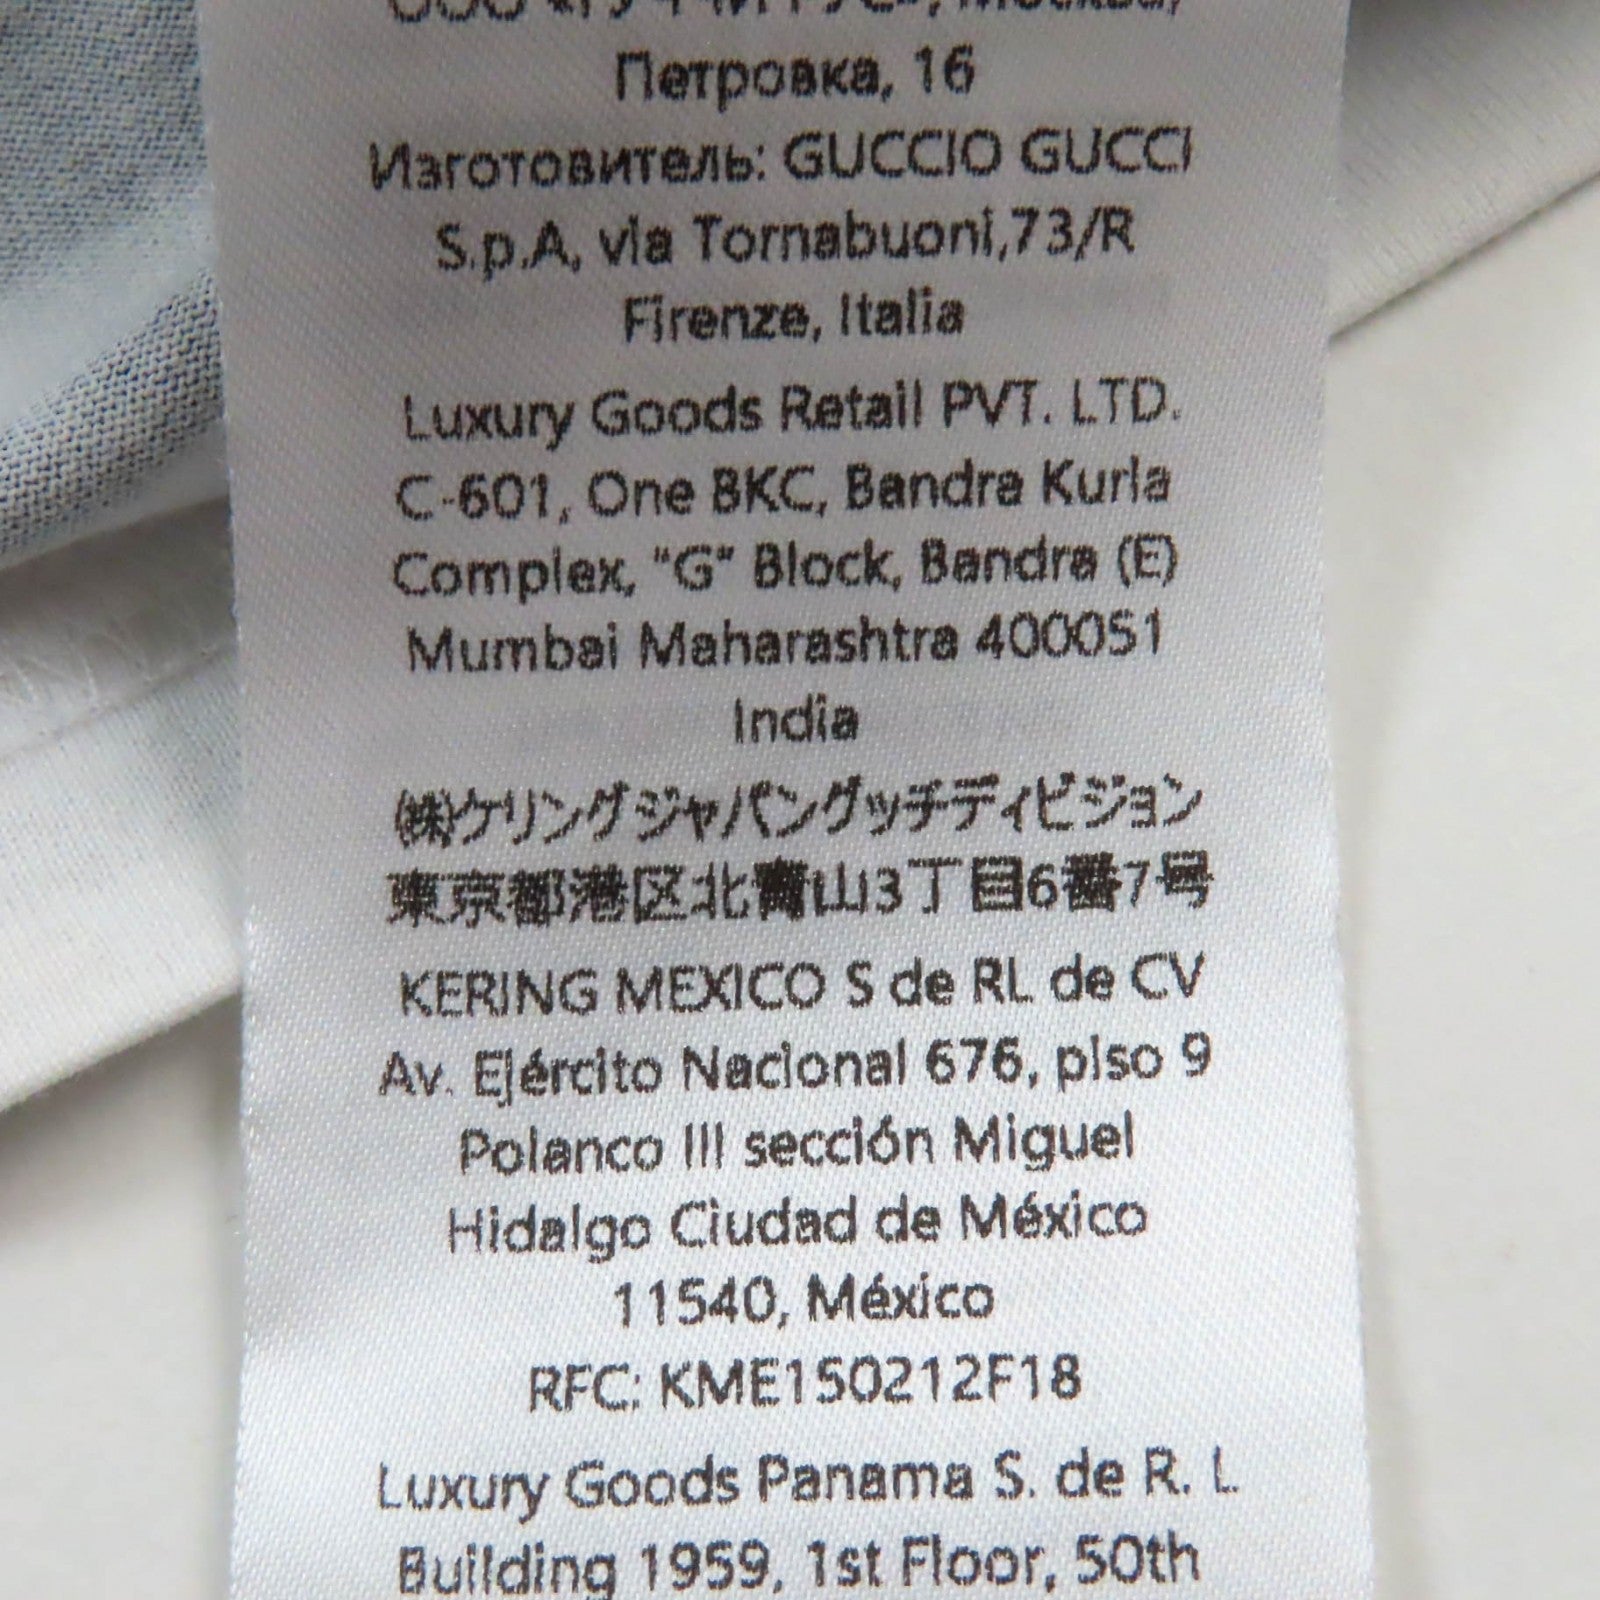 ООО «ГУЧЧИ РУС», Москва,
Петровка, 16
Изготовитель: GUCCIO GUCCI
S.p.A, via Tornabuoni,73/R
Firenze, Italia
Luxury Goods Retail PVT. LTD.
C-601, One BKC, Bandra Kurla
Complex, "G" Block, Bandra (E)
Mumbai Maharashtra 400051
India
(株)ケリングジャパングッチディビジョン
東京都港区北青山3丁目6番7号
KERING MEXICO S de RL de CV
Av. Ejército Nacional 676, piso 9
Polanco III sección Miguel
Hidalgo Ciudad de México
11540, México
RFC: KME150212F18
Luxury Goods Panama S. de R. L
Building 1959, 1st Floor, 50th